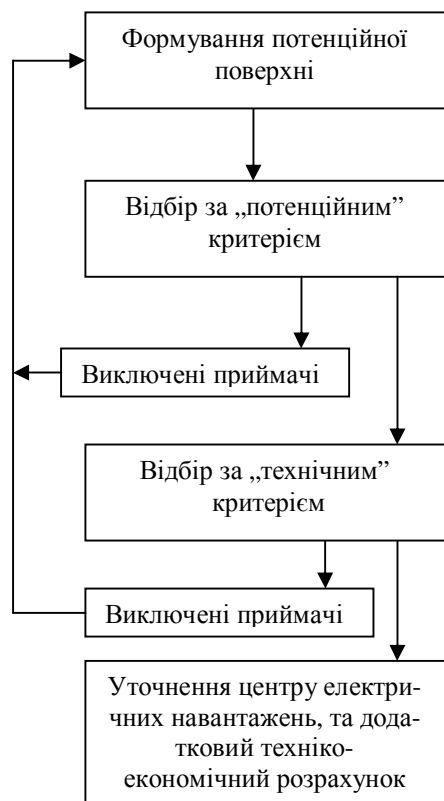 Формування потенційної
поверхні
Відбір за „потенційним”
критерієм
Виключені приймачі
Відбір за „технічним”
критерієм
Виключені приймачі
Уточнення центру електри-
чних навантажень, та дода-
тковий техніко-
економічний розрахунок